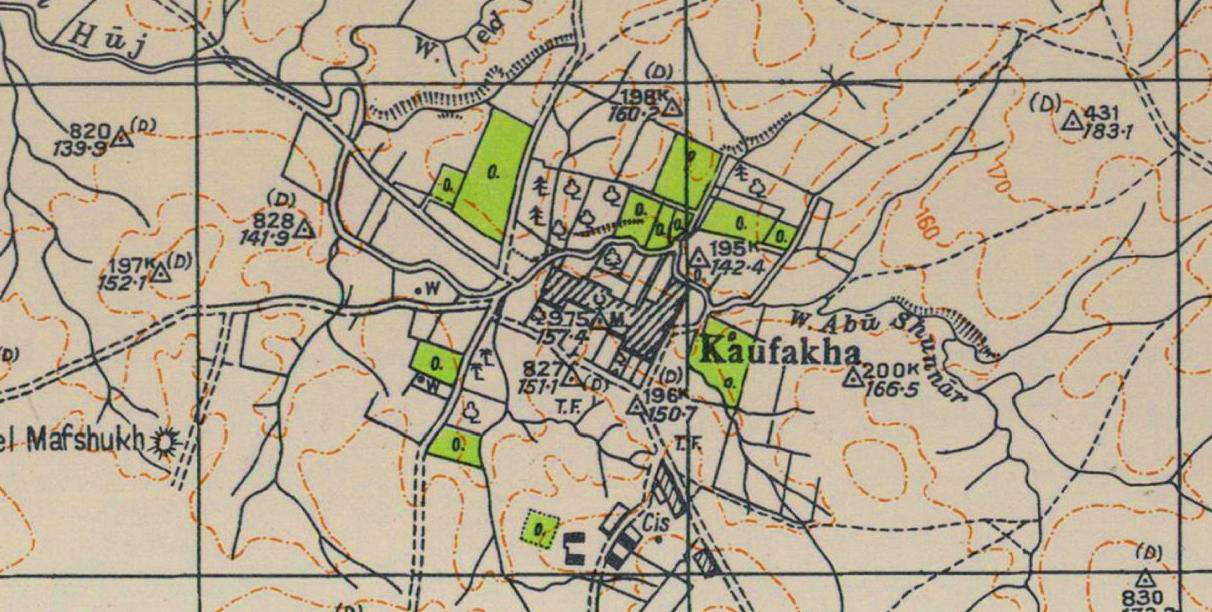 Hūj
W.
(D)
198K
160·2
(D)
431
183·1
820
(D)
139·9
170
160
(D)
828
141·9
197K
(D)
152·1
195K
142·4
W
W. Abū Shunnār
975
M
157·4
Kaufakha
200K
166·5
(D)
827
151·1
(D)
(D)
196K
150·7
W
T.F.
T.F.
el Mafshukh
Cis
(D)
830
(D)
O.
O.
O.
O.
O.
O.
O.
O.
O.
O.
O.
O.